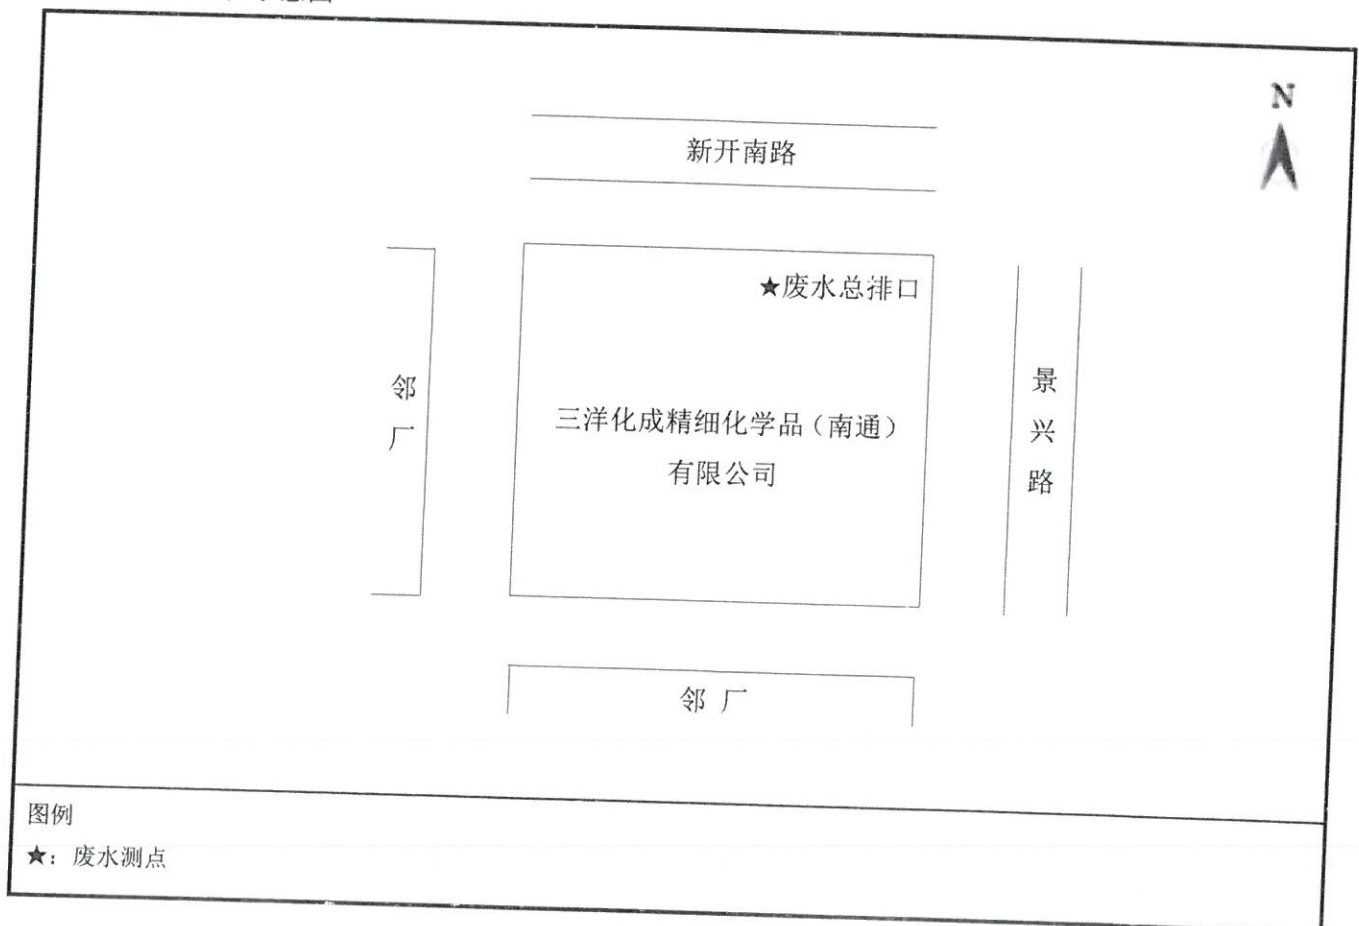 N
新开南路
★废水总排口
邻厂
三洋化成精细化学品（南通）
有限公司
景兴路
邻 厂
图例
★：废水测点